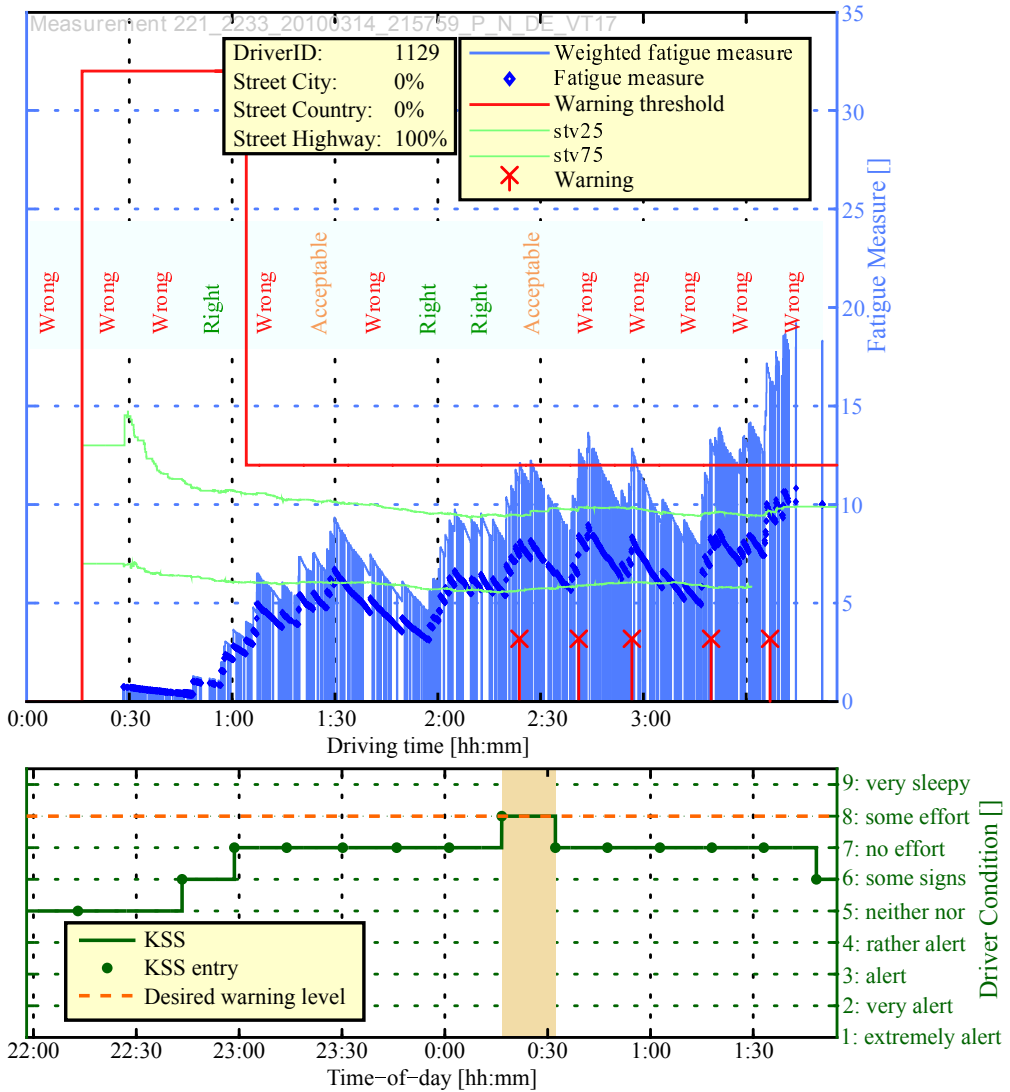 Measurement 221_2233_20100314_215759_P_N_DE_VT17
DriverID: 1129
Street City: 0%
Street Country: 0%
Street Highway: 100%
Weighted fatigue measure
Fatigue measure
Warning threshold
stv25
stv75
Warning
35
30
25
20
15
10
5
0
Fatigue Measure []
Wrong
Wrong
Wrong
Right
Wrong
Acceptable
Wrong
Right
Right
Acceptable
Wrong
Wrong
Wrong
Wrong
Wrong
0:00 0:30 1:00 1:30 2:00 2:30 3:00
Driving time [hh:mm]
9: very sleepy
8: some effort
7: no effort
6: some signs
5: neither nor
4: rather alert
3: alert
2: very alert
1: extremely alert
Driver Condition []
KSS
KSS entry
Desired warning level
22:00 22:30 23:00 23:30 0:00 0:30 1:00 1:30
Time−of−day [hh:mm]